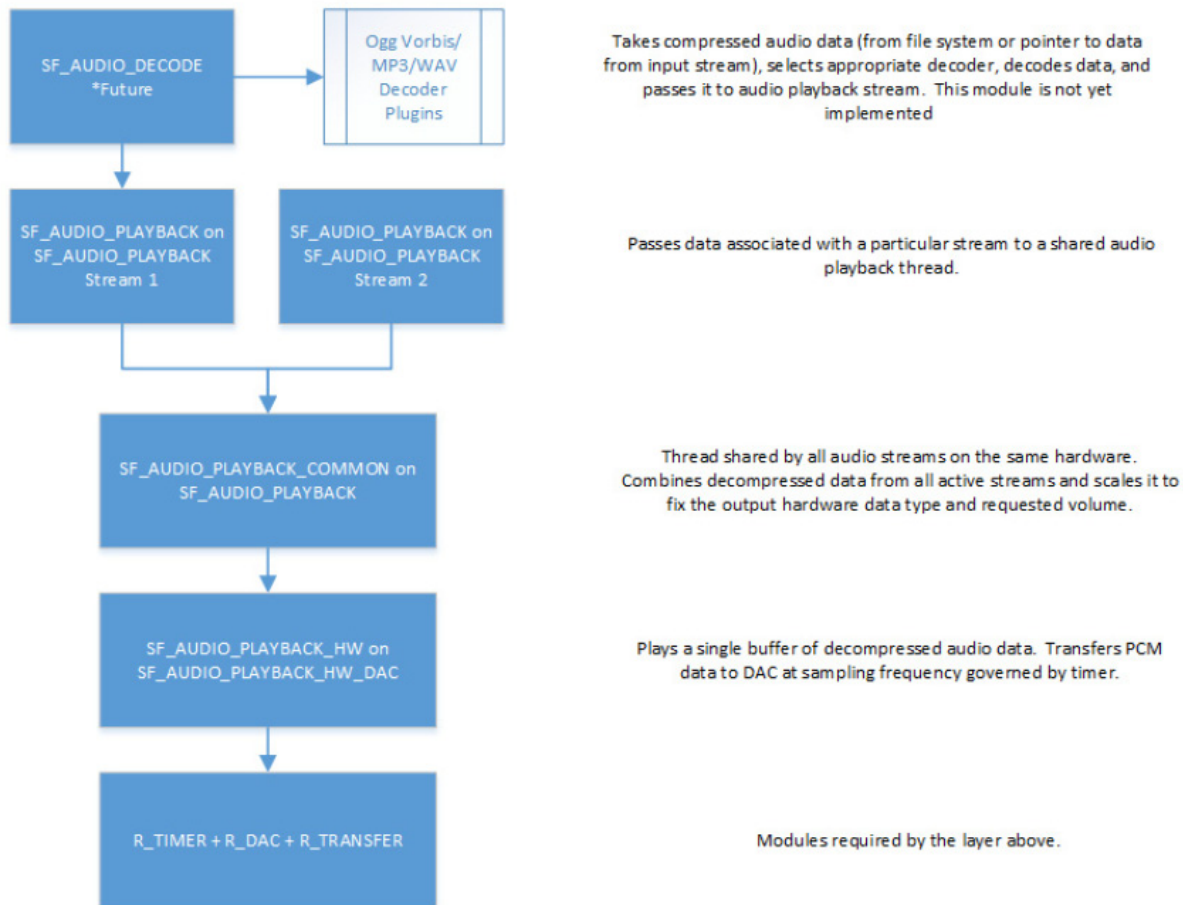 SF_AUDIO_DECODE
*Future
Ogg Vorbis/
MP3/WAV
Decoder
Plugins
Takes compressed audio data (from file system or pointer to data
from input stream), selects appropriate decoder, decodes data, and
passes it to audio playback stream.  This module is not yet
implemented
SF_AUDIO_PLAYBACK on
SF_AUDIO_PLAYBACK
Stream 1
SF_AUDIO_PLAYBACK on
SF_AUDIO_PLAYBACK
Stream 2
Passes data associated with a particular stream to a shared audio
playback thread.
SF_AUDIO_PLAYBACK_COMMON on
SF_AUDIO_PLAYBACK
Thread shared by all audio streams on the same hardware.
Combines decompressed data from all active streams and scales it to
fix the output hardware data type and requested volume.
SF_AUDIO_PLAYBACK_HW on
SF_AUDIO_PLAYBACK_HW_DAC
Plays a single buffer of decompressed audio data.  Transfers PCM
data to DAC at sampling frequency governed by timer.
R_TIMER + R_DAC + R_TRANSFER
Modules required by the layer above.